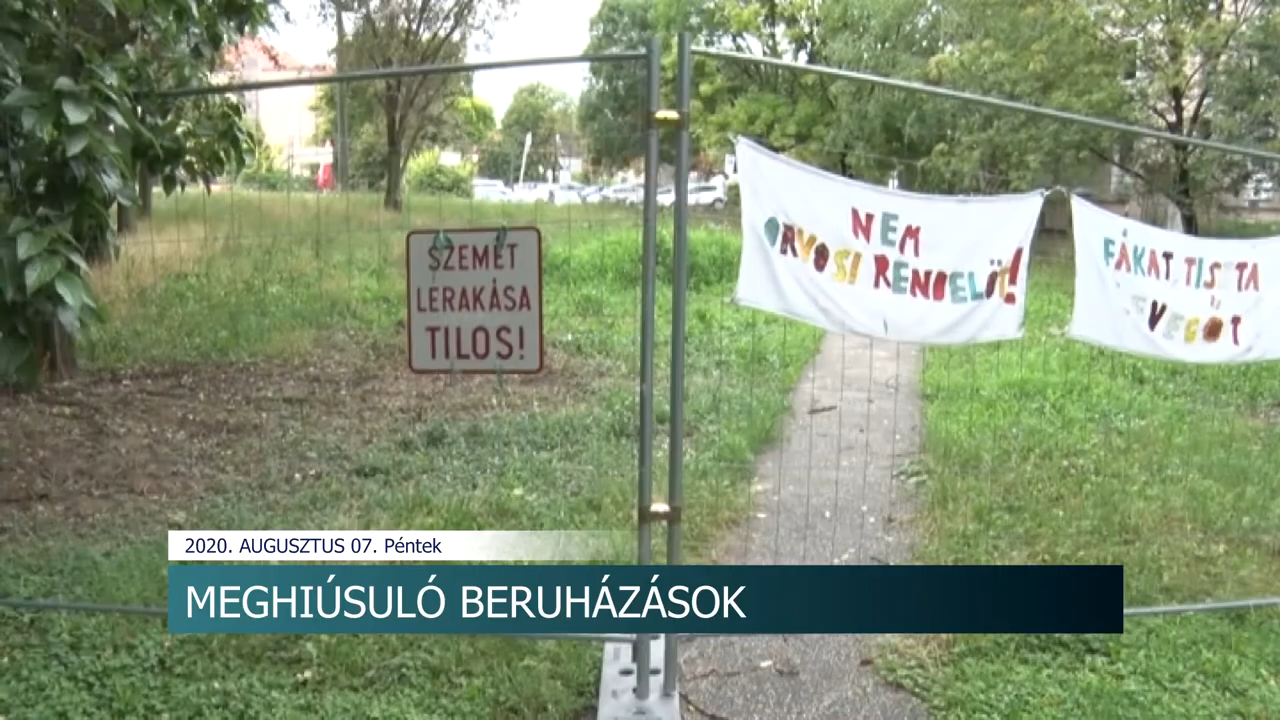 SZEMÉT
LERAKÁSA
TILOS!
NEM
ORVOSI RENDELŐT!
FÁKAT, TISZTA
LEVEGŐT
2020. AUGUSZTUS 07. Péntek
MEGHIÚSULÓ BERUHÁZÁSOK